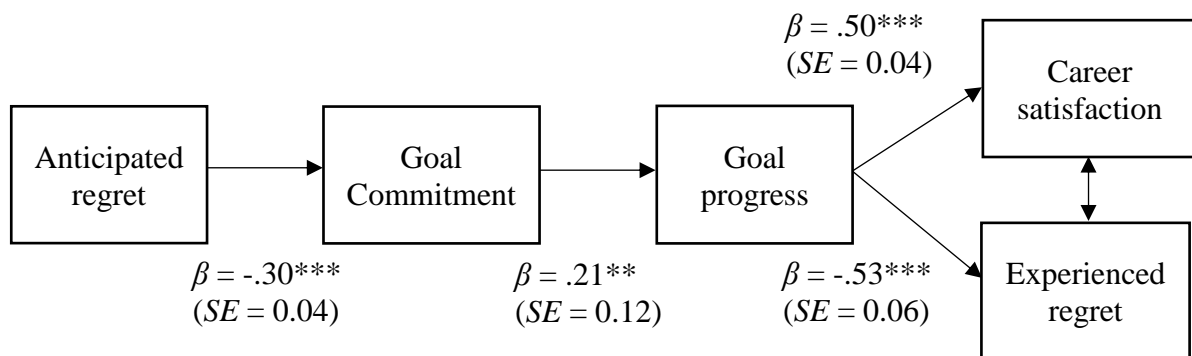 β = .50***
(SE = 0.04)
Career
satisfaction
Anticipated
regret
Goal
Commitment
Goal
progress
β = -.30***
(SE = 0.04)
β = .21**
(SE = 0.12)
β = -.53***
(SE = 0.06)
Experienced
regret